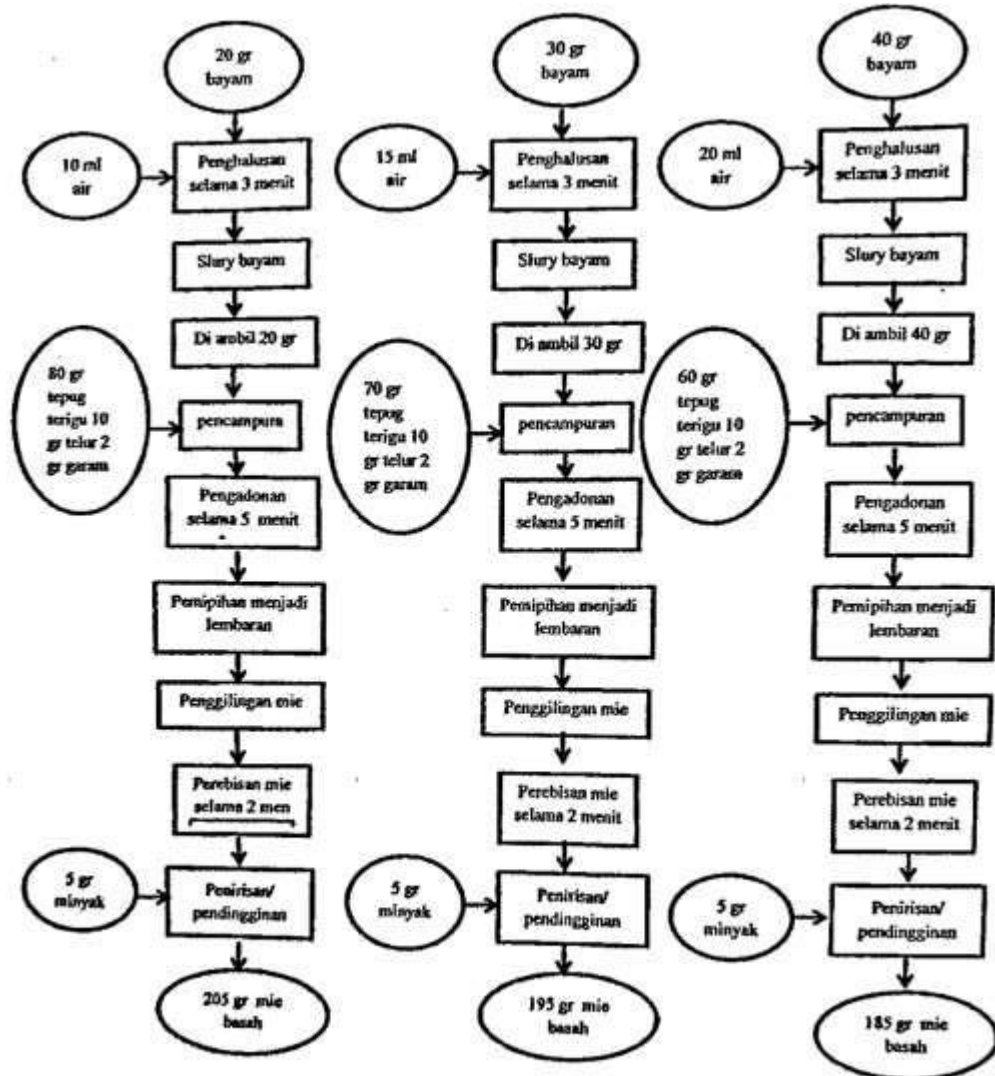 20 gr
bayam
10 ml
air
Penghalusan
selama 3 menit
Slury bayam
Di ambil 20 gr
80 gr
tepug
terigu 10
gr telur 2
gr garam
pencampura
Pengadonan
selama 5 menit
Pemipihan menjadi
lembaran
Penggilingan mie
Perebisan mie
selama 2 men
5 gr
minyak
Penirisan/
pendingginan
205 gr mie
basah
30 gr
bayam
15 ml
air
Penghalusan
selama 3 menit
Slury bayam
Di ambil 30 gr
70 gr
tepug
terigu 10
gr telur 2
gr garam
pencampuran
Pengadonan
selama 5 menit
Pemipihan menjadi
lembaran
Penggilingan mie
Perebisan mie
selama 2 menit
5 gr
minyak
Penirisan/
pendingginan
195 gr mie
basah
40 gr
bayam
20 ml
air
Penghalusan
selama 3 menit
Slury bayam
Di ambil 40 gr
60 gr
tepug
terigu 10
gr telur 2
gr garam
pencampuran
Pengadonan
selama 5 menit
Pemipihan menjadi
lembaran
Penggilingan mie
Perebisan mie
selama 2 menit
5 gr
minyak
Penirisan/
pendingginan
185 gr mie
basah